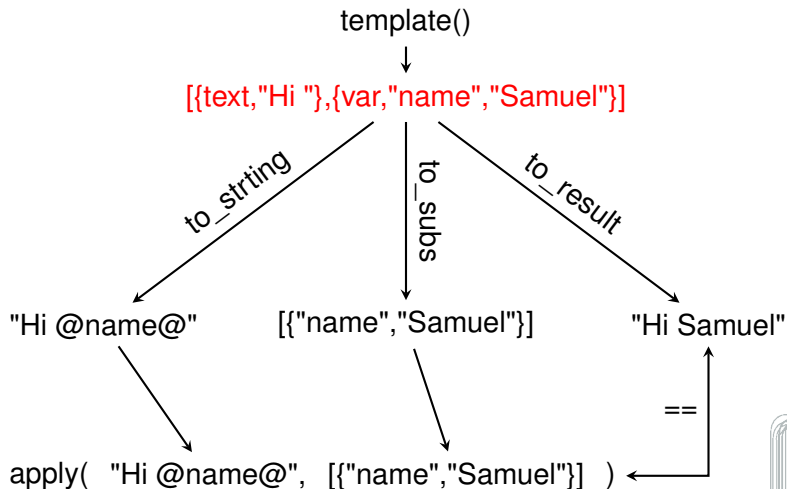 template()
[{text,"Hi "},{var,"name","Samuel"}]
to_strting
to_subs
to_result
"Hi @name@"
[{"name","Samuel"}]
"Hi Samuel"
==
apply( "Hi @name@", [{"name","Samuel"}] )